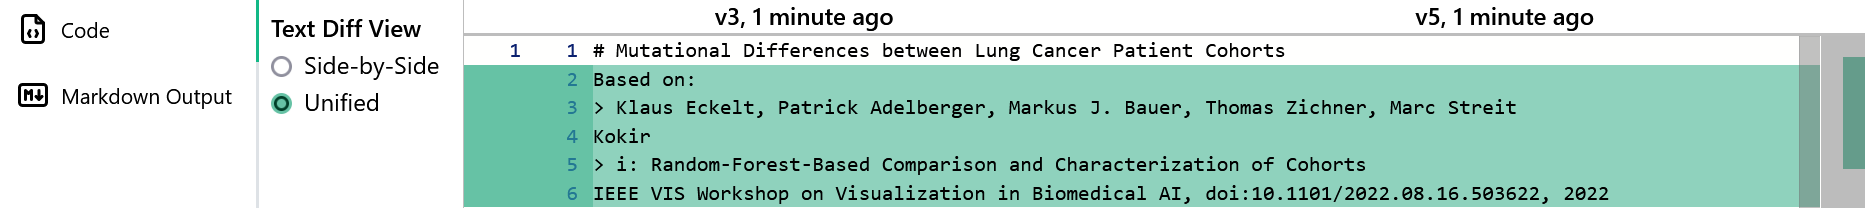 Code
Markdown Output
Text Diff View
Side-by-Side
Unified
v3, 1 minute ago
v5, 1 minute ago
1 1 # Mutational Differences between Lung Cancer Patient Cohorts
2 Based on:
3 > Klaus Eckelt, Patrick Adelberger, Markus J. Bauer, Thomas Zichner, Marc Streit
4 Kokir
5 > i: Random-Forest-Based Comparison and Characterization of Cohorts
6 IEEE VIS Workshop on Visualization in Biomedical AI, doi:10.1101/2022.08.16.503622, 2022